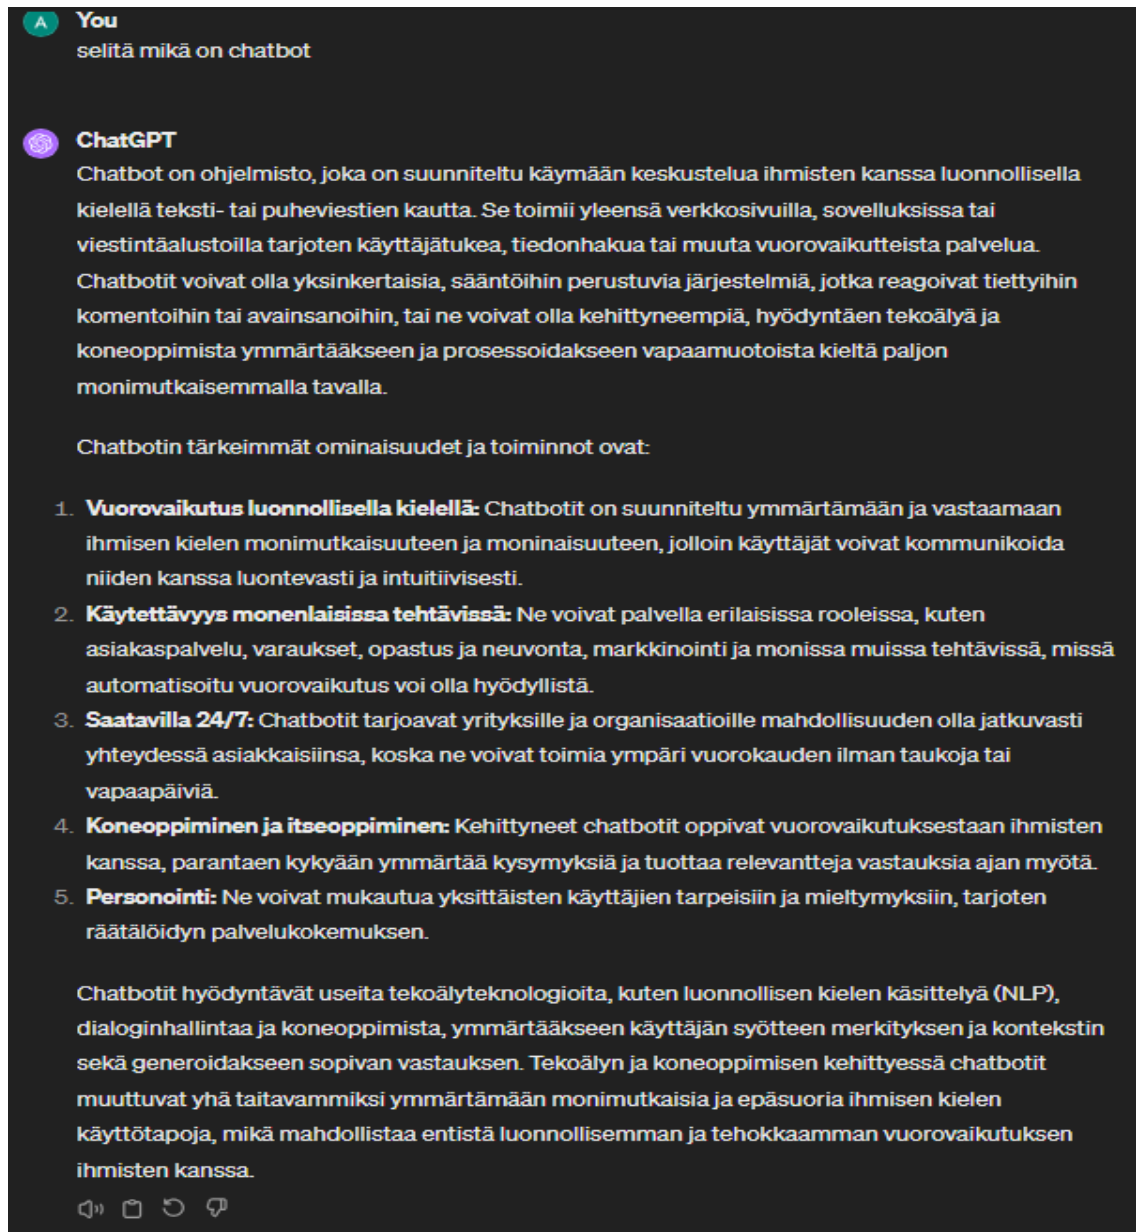 A You
selitä mikä on chatbot
ChatGPT
Chatbot on ohjelmisto, joka on suunniteltu käymään keskustelua ihmisten kanssa luonnollisella
kielellä teksti- tai puheviestien kautta. Se toimii yleensä verkkosivuilla, sovelluksissa tai
viestintäalustoilla tarjoten käyttäjätukea, tiedonhakua tai muuta vuorovaikutteista palvelua.
Chatbotit voivat olla yksinkertaisia, sääntöihin perustuvia järjestelmiä, jotka reagoivat tiettyihin
komentoihin tai avainsanoihin, tai ne voivat olla kehittyneempiä, hyödyntäen tekoälyä ja
koneoppimista ymmärtääkseen ja prosessoidakseen vapaamuotoista kieltä paljon
monimutkaisemmalla tavalla.
Chatbotin tärkeimmät ominaisuudet ja toiminnot ovat:
1. Vuorovaikutus luonnollisella kielellä: Chatbotit on suunniteltu ymmärtämään ja vastaamaan
ihmisen kielen monimutkaisuuteen ja moninaisuuteen, jolloin käyttäjät voivat kommunikoida
niiden kanssa luontevasti ja intuitiivisesti.
2. Käytettävyys monenlaisissa tehtävissä: Ne voivat palvella erilaisissa rooleissa, kuten
asiakaspalvelu, varaukset, opastus ja neuvonta, markkinointi ja monissa muissa tehtävissä, missä
automatisoitu vuorovaikutus voi olla hyödyllistä.
3. Saatavilla 24/7: Chatbotit tarjoavat yrityksille ja organisaatioille mahdollisuuden olla jatkuvasti
yhteydessä asiakkaisiinsa, koska ne voivat toimia ympäri vuorokauden ilman taukoja tai
vapaapäiviä.
4. Koneoppiminen ja itseoppiminen: Kehittyneet chatbotit oppivat vuorovaikutuksestaan ihmisten
kanssa, parantaen kykyään ymmärtää kysymyksiä ja tuottaa relevantteja vastauksia ajan myötä.
5. Personointi: Ne voivat mukautua yksittäisten käyttäjien tarpeisiin ja mieltymyksiin, tarjoten
räätälöidyn palvelukokemuksen.
Chatbotit hyödyntävät useita tekoälyteknologioita, kuten luonnollisen kielen käsittelyä (NLP),
dialoginhallintaa ja koneoppimista, ymmärtääkseen käyttäjän syötteen merkityksen ja kontekstin
sekä generoidakseen sopivan vastauksen. Tekoälyn ja koneoppimisen kehittyessä chatbotit
muuttuvat yhä taitavammiksi ymmärtämään monimutkaisia ja epäsuoria ihmisen kielen
käyttötapoja, mikä mahdollistaa entistä luonnollisemman ja tehokkaamman vuorovaikutuksen
ihmisten kanssa.